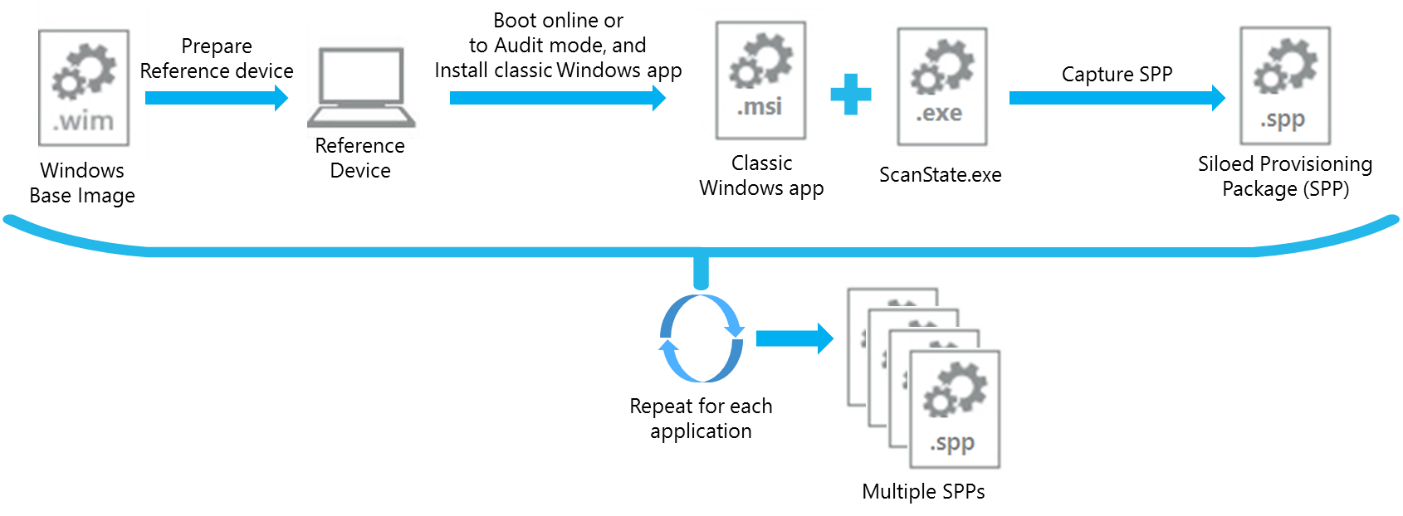 Prepare
Reference device
Boot online or
to Audit mode, and
Install classic Windows app
Capture SPP
.wim
.msi
.exe
.spp
Windows
Base Image
Reference
Device
Classic
Windows app
ScanState.exe
Siloed Provisioning
Package (SPP)
Repeat for each
application
.spp
Multiple SPPs